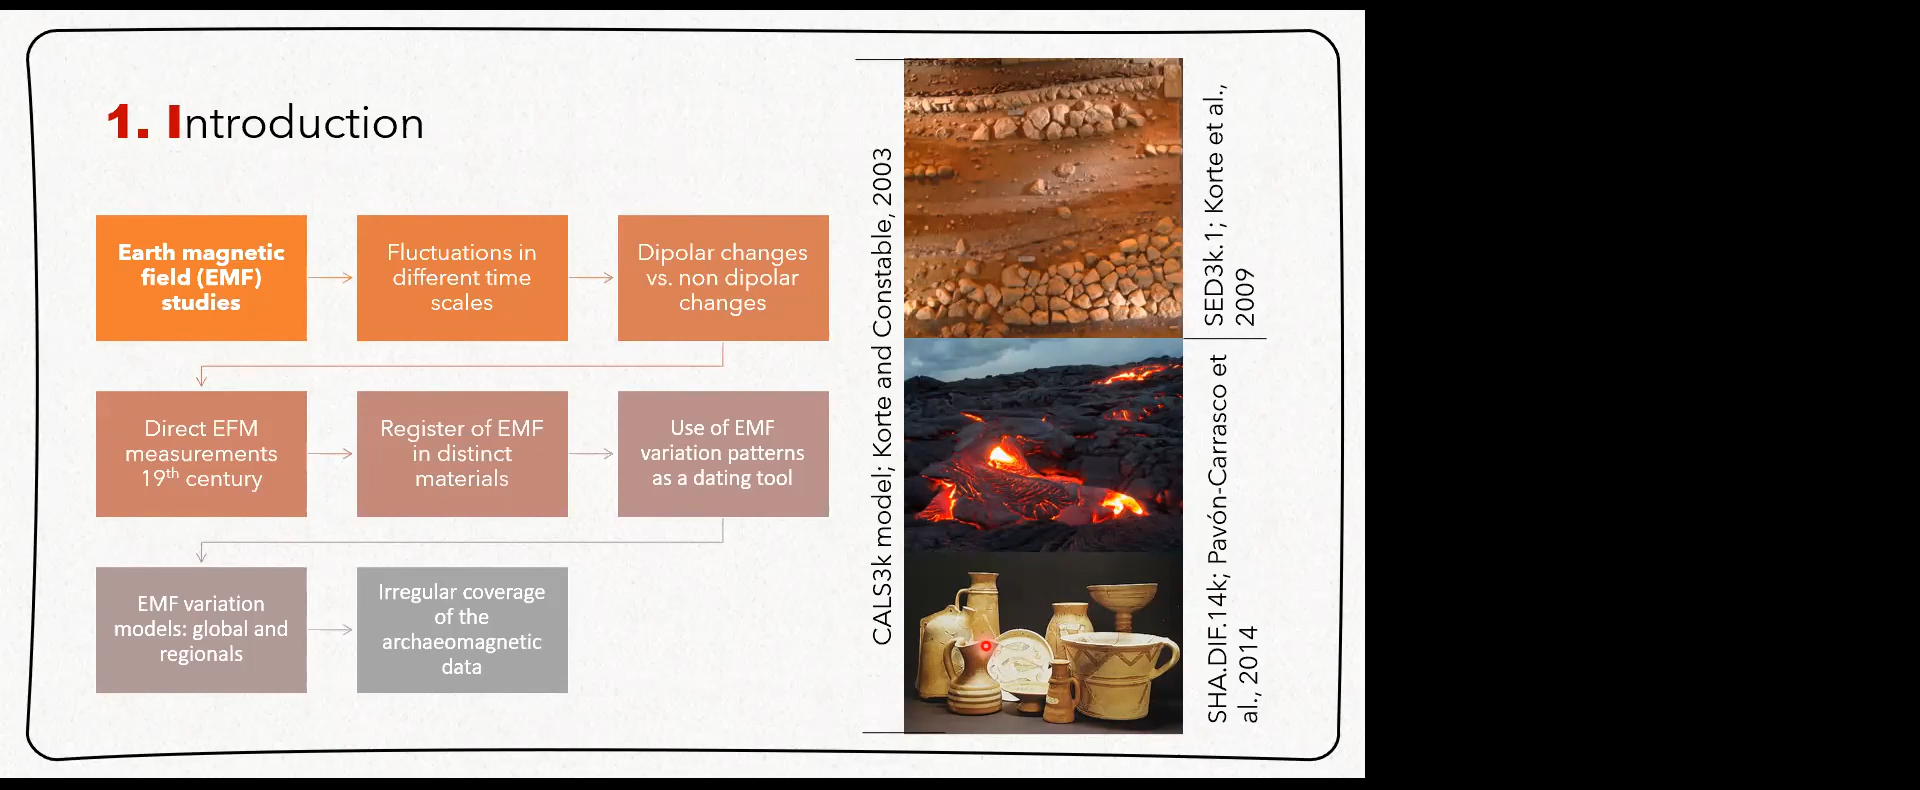 1. Introduction
Earth magnetic
field (EMF)
studies
Fluctuations in
different time
scales
Dipolar changes
vs. non dipolar
changes
Direct EFM
measurements
19th century
Register of EMF
in distinct
materials
Use of EMF
variation patterns
as a dating tool
EMF variation
models: global and
regionals
Irregular coverage
of the
archaeomagnetic
data
CALS3k model; Korte and Constable, 2003
SED3k.1; Korte et al.,
2009
SHA.DIF.14k; Pavón-Carrasco et
al., 2014